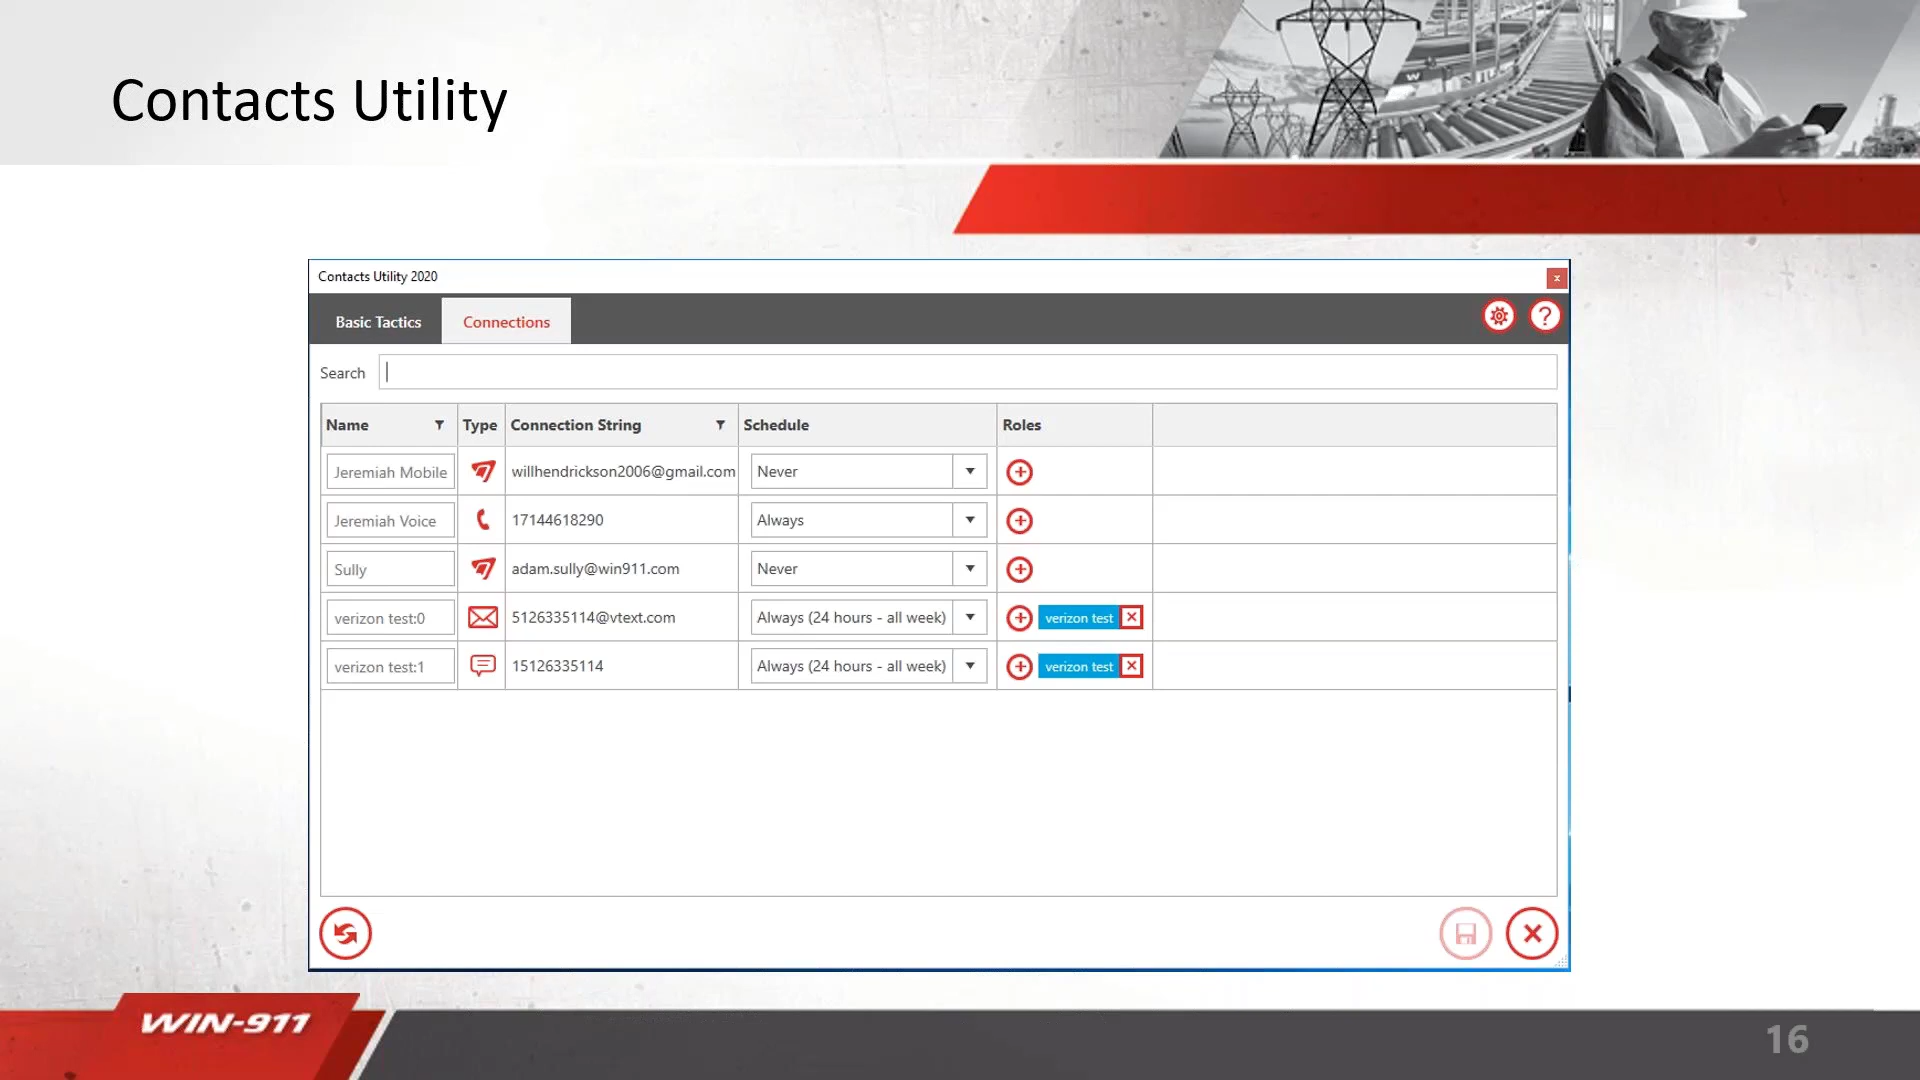 Contacts Utility
Contacts Utility 2020
Basic Tactics Connections
Search
Name Type Connection String Schedule Roles
Jeremiah Mobile willhendrickson2006@gmail.com Never
Jeremiah Voice 17144618290 Always
Sully adam.sully@win911.com Never
verizon test:0 5126335114@vtext.com Always (24 hours - all week) verizon test
verizon test:1 15126335114 Always (24 hours - all week) verizon test
WIN-911
16